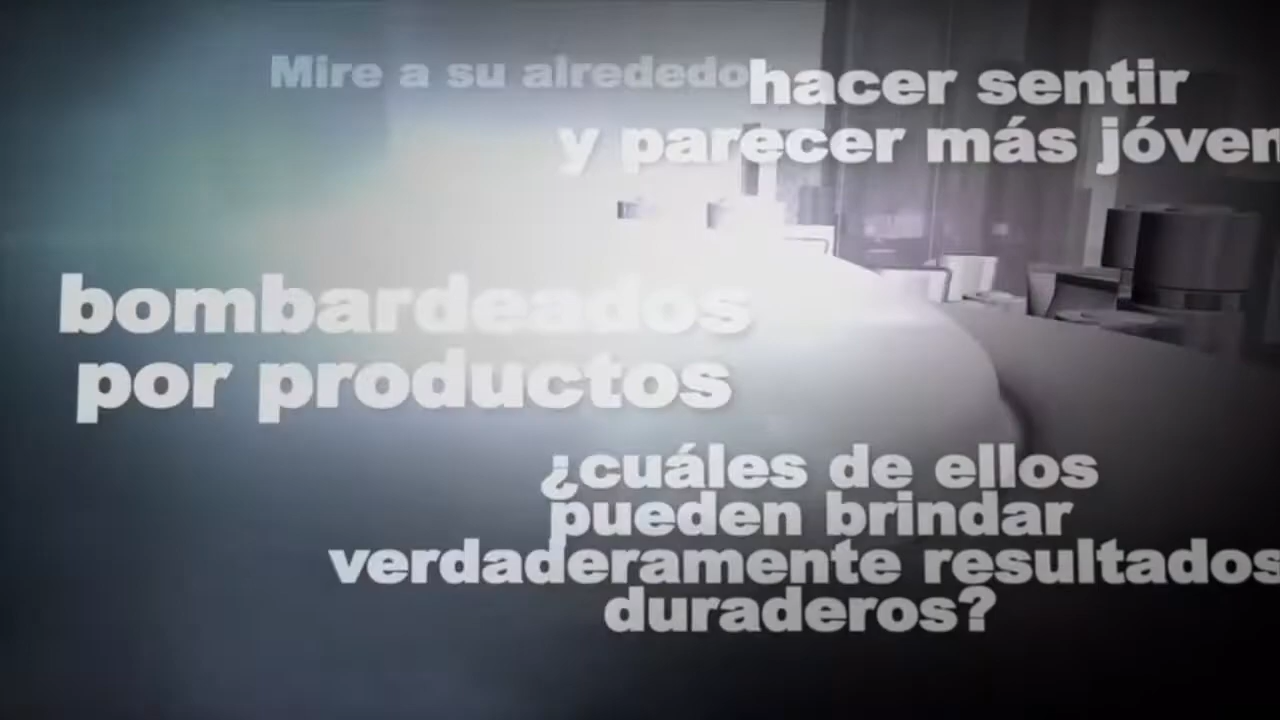 Mire a su alrededo
hacer sentir
y parecer más jóven
bombardeados
por productos
¿cuáles de ellos
pueden brindar
verdaderamente resultados
duraderos?